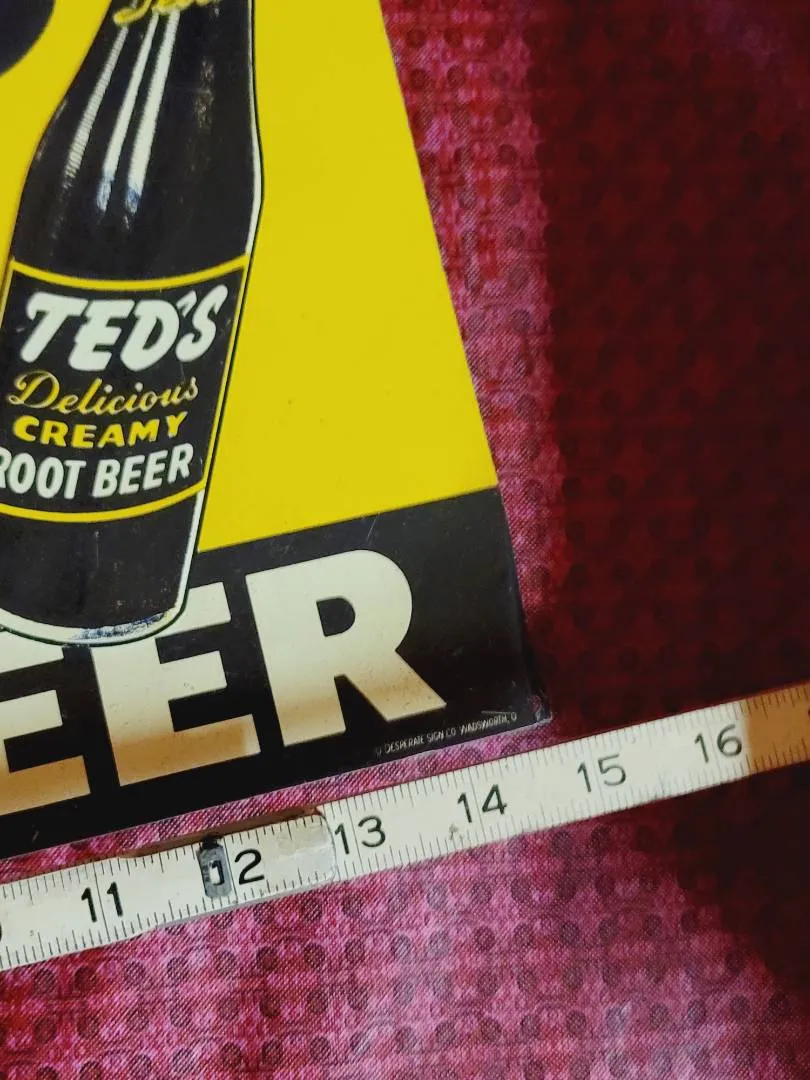 TED'S
Delicious
CREAMY
ROOT BEER
EER
© DESPERATE SIGN CO WADSWORTH, O
11 12 13 14 15 16